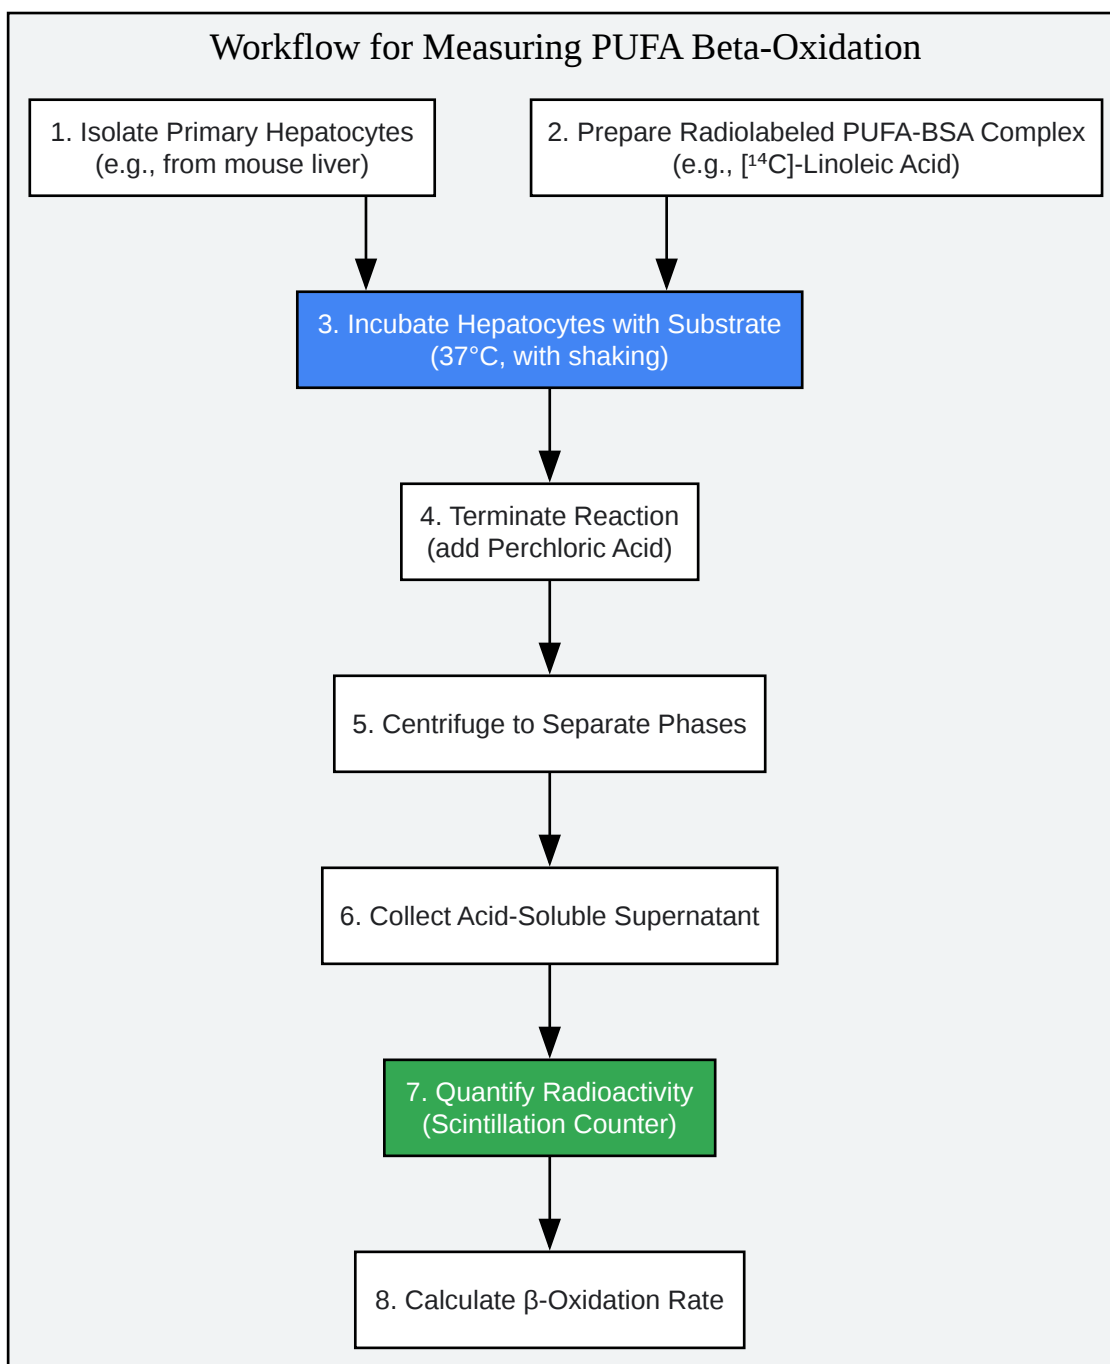 Workflow for Measuring PUFA Beta-Oxidation
1. Isolate Primary Hepatocytes
(e.g., from mouse liver)
2. Prepare Radiolabeled PUFA-BSA Complex
(e.g., [¹⁴C]-Linoleic Acid)
3. Incubate Hepatocytes with Substrate
(37°C, with shaking)
4. Terminate Reaction
(add Perchloric Acid)
5. Centrifuge to Separate Phases
6. Collect Acid-Soluble Supernatant
7. Quantify Radioactivity
(Scintillation Counter)
8. Calculate β-Oxidation Rate